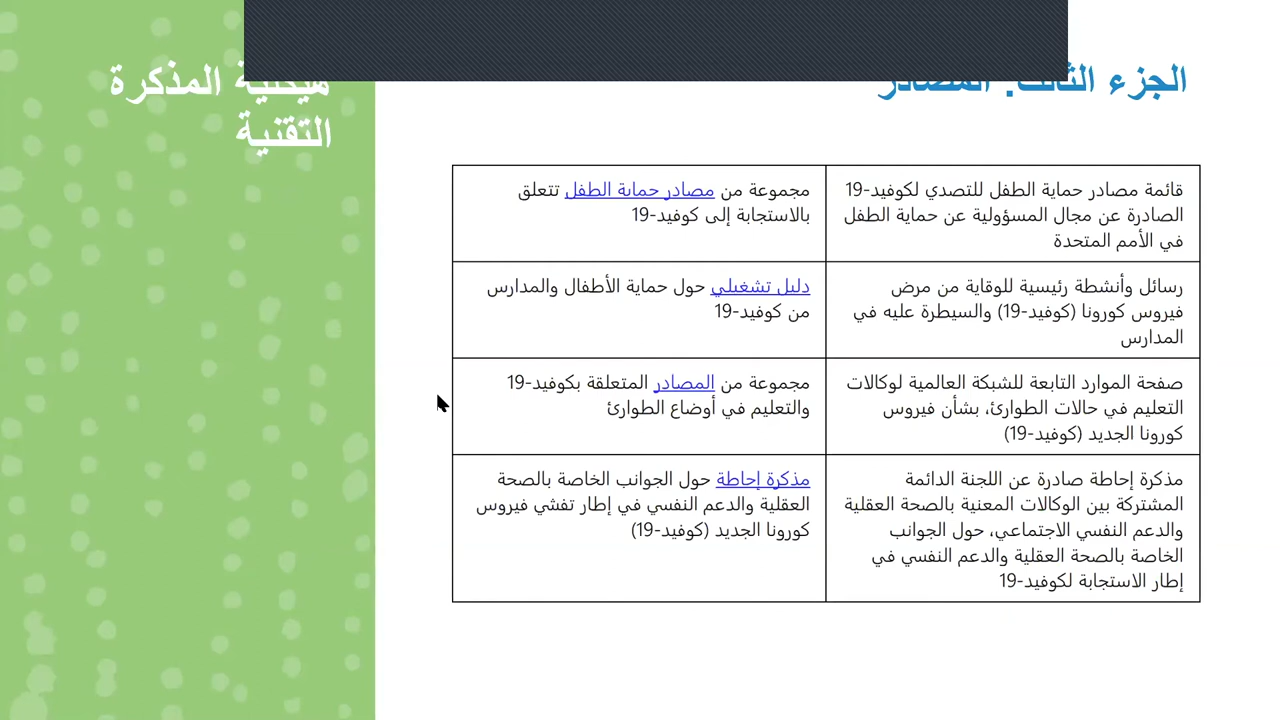 الجزء الثالث. المصادر
هيكلية المذكرة
التقنية
قائمة مصادر حماية الطفل للتصدي لكوفيد-19
الصادرة عن مجال المسؤولية عن حماية الطفل
في الأمم المتحدة
مجموعة من مصادر حماية الطفل تتعلق
بالاستجابة إلى كوفيد-19
رسائل وأنشطة رئيسية للوقاية من مرض
فيروس كورونا (كوفيد-19) والسيطرة عليه في
المدارس
دليل تشغيلي حول حماية الأطفال والمدارس
من كوفيد-19
صفحة الموارد التابعة للشبكة العالمية لوكالات
التعليم في حالات الطوارئ، بشأن فيروس
كورونا الجديد (كوفيد-19)
مجموعة من المصادر المتعلقة بكوفيد-19
والتعليم في أوضاع الطوارئ
مذكرة إحاطة صادرة عن اللجنة الدائمة
المشتركة بين الوكالات المعنية بالصحة العقلية
والدعم النفسي الاجتماعي، حول الجوانب
الخاصة بالصحة العقلية والدعم النفسي في
إطار الاستجابة لكوفيد-19
مذكرة إحاطة حول الجوانب الخاصة بالصحة
العقلية والدعم النفسي في إطار تفشي فيروس
كورونا الجديد (كوفيد-19)